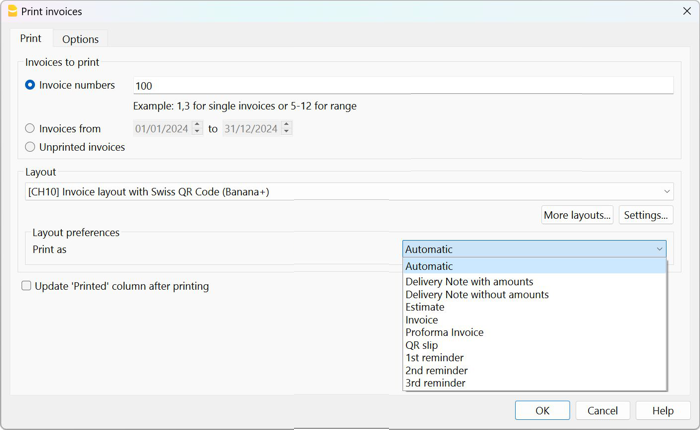 Print invoices
Print
Options
Invoices to print
Invoice numbers
100
Example: 1,3 for single invoices or 5-12 for range
Invoices from
01/01/2024
to
31/12/2024
Unprinted invoices
Layout
[CH10] Invoice layout with Swiss QR Code (Banana+)
More layouts...
Settings...
Layout preferences
Print as
Automatic
Automatic
Delivery Note with amounts
Delivery Note without amounts
Estimate
Invoice
Proforma Invoice
QR slip
1st reminder
2nd reminder
3rd reminder
Update 'Printed' column after printing
OK
Cancel
Help